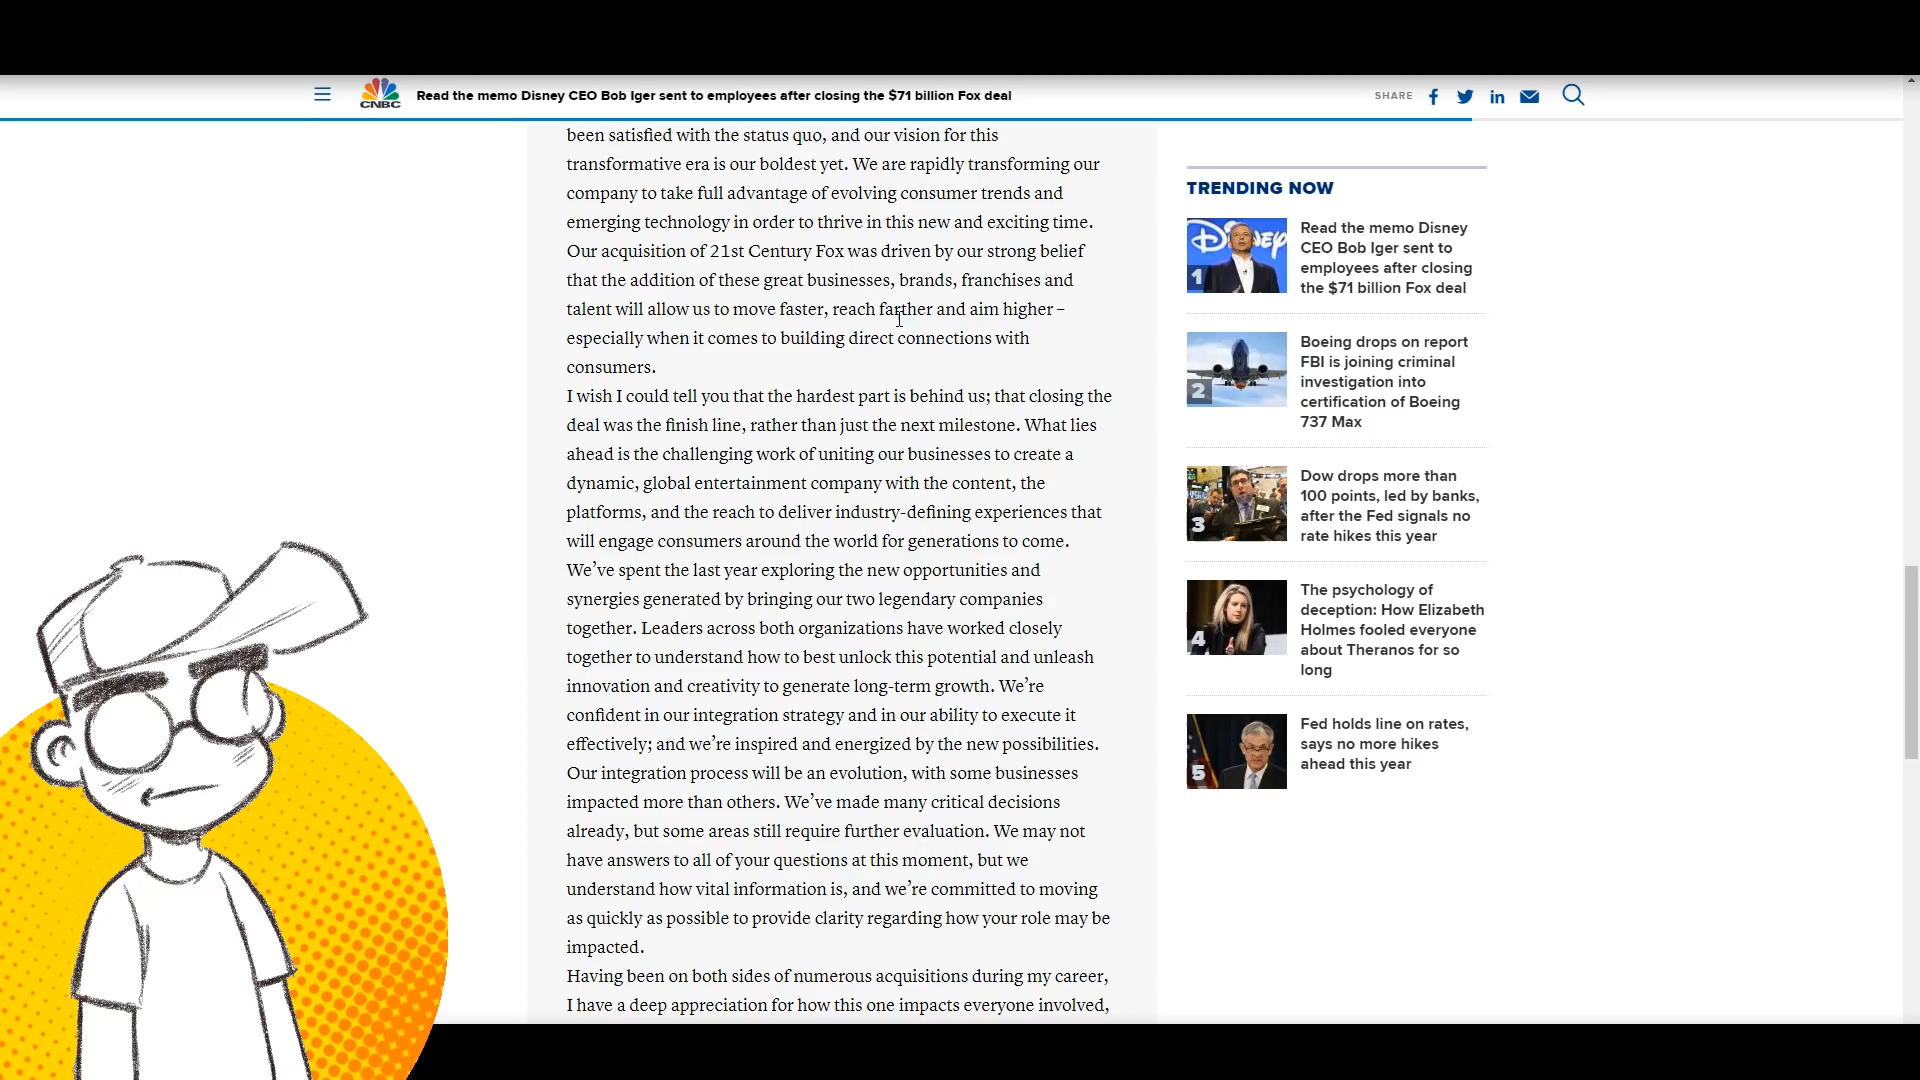 CNBC
Read the memo Disney CEO Bob Iger sent to employees after closing the $71 billion Fox deal
SHARE
been satisfied with the status quo, and our vision for this
transformative era is our boldest yet. We are rapidly transforming our
company to take full advantage of evolving consumer trends and
emerging technology in order to thrive in this new and exciting time.
Our acquisition of 21st Century Fox was driven by our strong belief
that the addition of these great businesses, brands, franchises and
talent will allow us to move faster, reach farther and aim higher –
especially when it comes to building direct connections with
consumers.
I wish I could tell you that the hardest part is behind us; that closing the
deal was the finish line, rather than just the next milestone. What lies
ahead is the challenging work of uniting our businesses to create a
dynamic, global entertainment company with the content, the
platforms, and the reach to deliver industry-defining experiences that
will engage consumers around the world for generations to come.
We’ve spent the last year exploring the new opportunities and
synergies generated by bringing our two legendary companies
together. Leaders across both organizations have worked closely
together to understand how to best unlock this potential and unleash
innovation and creativity to generate long-term growth. We’re
confident in our integration strategy and in our ability to execute it
effectively; and we’re inspired and energized by the new possibilities.
Our integration process will be an evolution, with some businesses
impacted more than others. We’ve made many critical decisions
already, but some areas still require further evaluation. We may not
have answers to all of your questions at this moment, but we
understand how vital information is, and we’re committed to moving
as quickly as possible to provide clarity regarding how your role may be
impacted.
Having been on both sides of numerous acquisitions during my career,
I have a deep appreciation for how this one impacts everyone involved,
TRENDING NOW
Disney
1
Read the memo Disney
CEO Bob Iger sent to
employees after closing
the $71 billion Fox deal
2
Boeing drops on report
FBI is joining criminal
investigation into
certification of Boeing
737 Max
3
Dow drops more than
100 points, led by banks,
after the Fed signals no
rate hikes this year
4
The psychology of
deception: How Elizabeth
Holmes fooled everyone
about Theranos for so
long
5
Fed holds line on rates,
says no more hikes
ahead this year